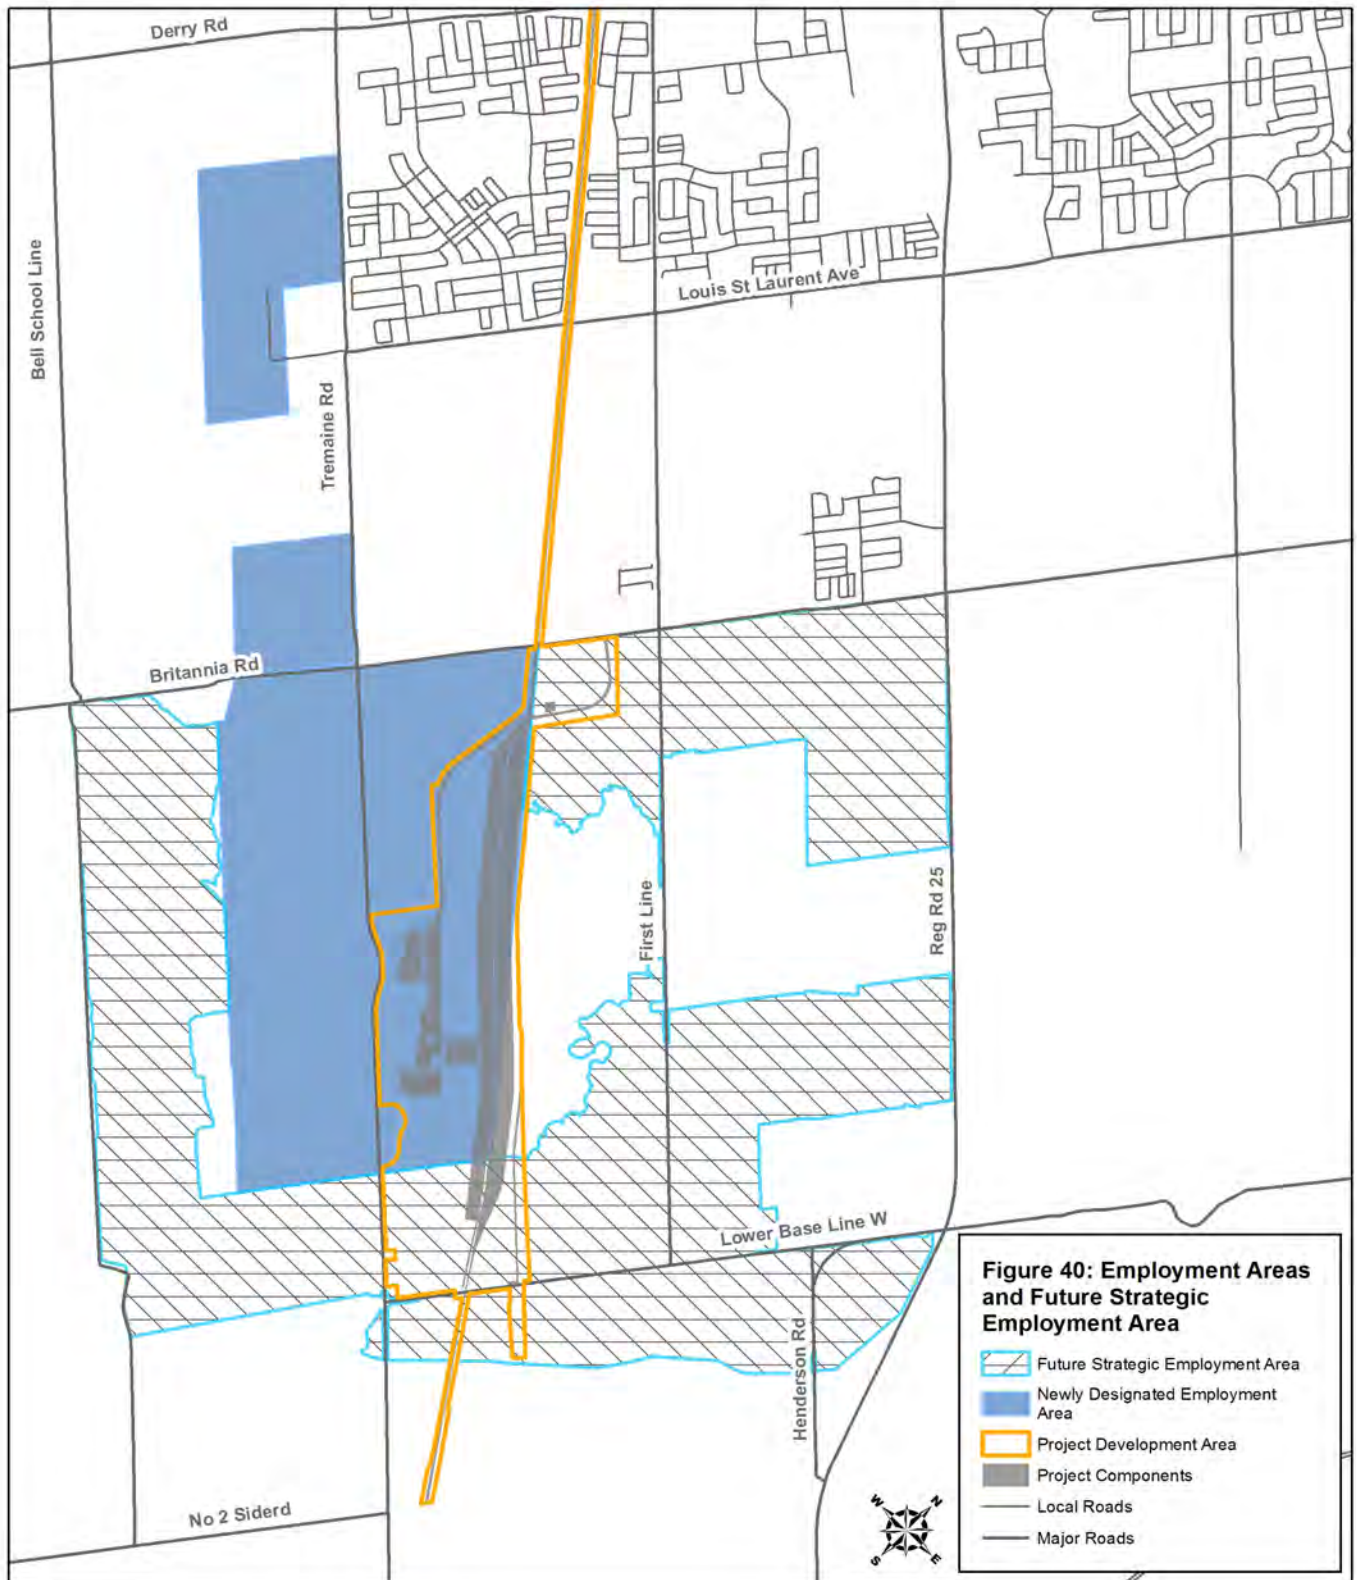 Derry Rd
Bell School Line
Louis St Laurent Ave
Tremaine Rd
Britannia Rd
First Line
Reg Rd 25
Lower Base Line W
Henderson Rd
No 2 Siderd
Figure 40: Employment Areas
and Future Strategic
Employment Area
Future Strategic Employment Area
Newly Designated Employment
Area
Project Development Area
Project Components
Local Roads
Major Roads
W N
S E